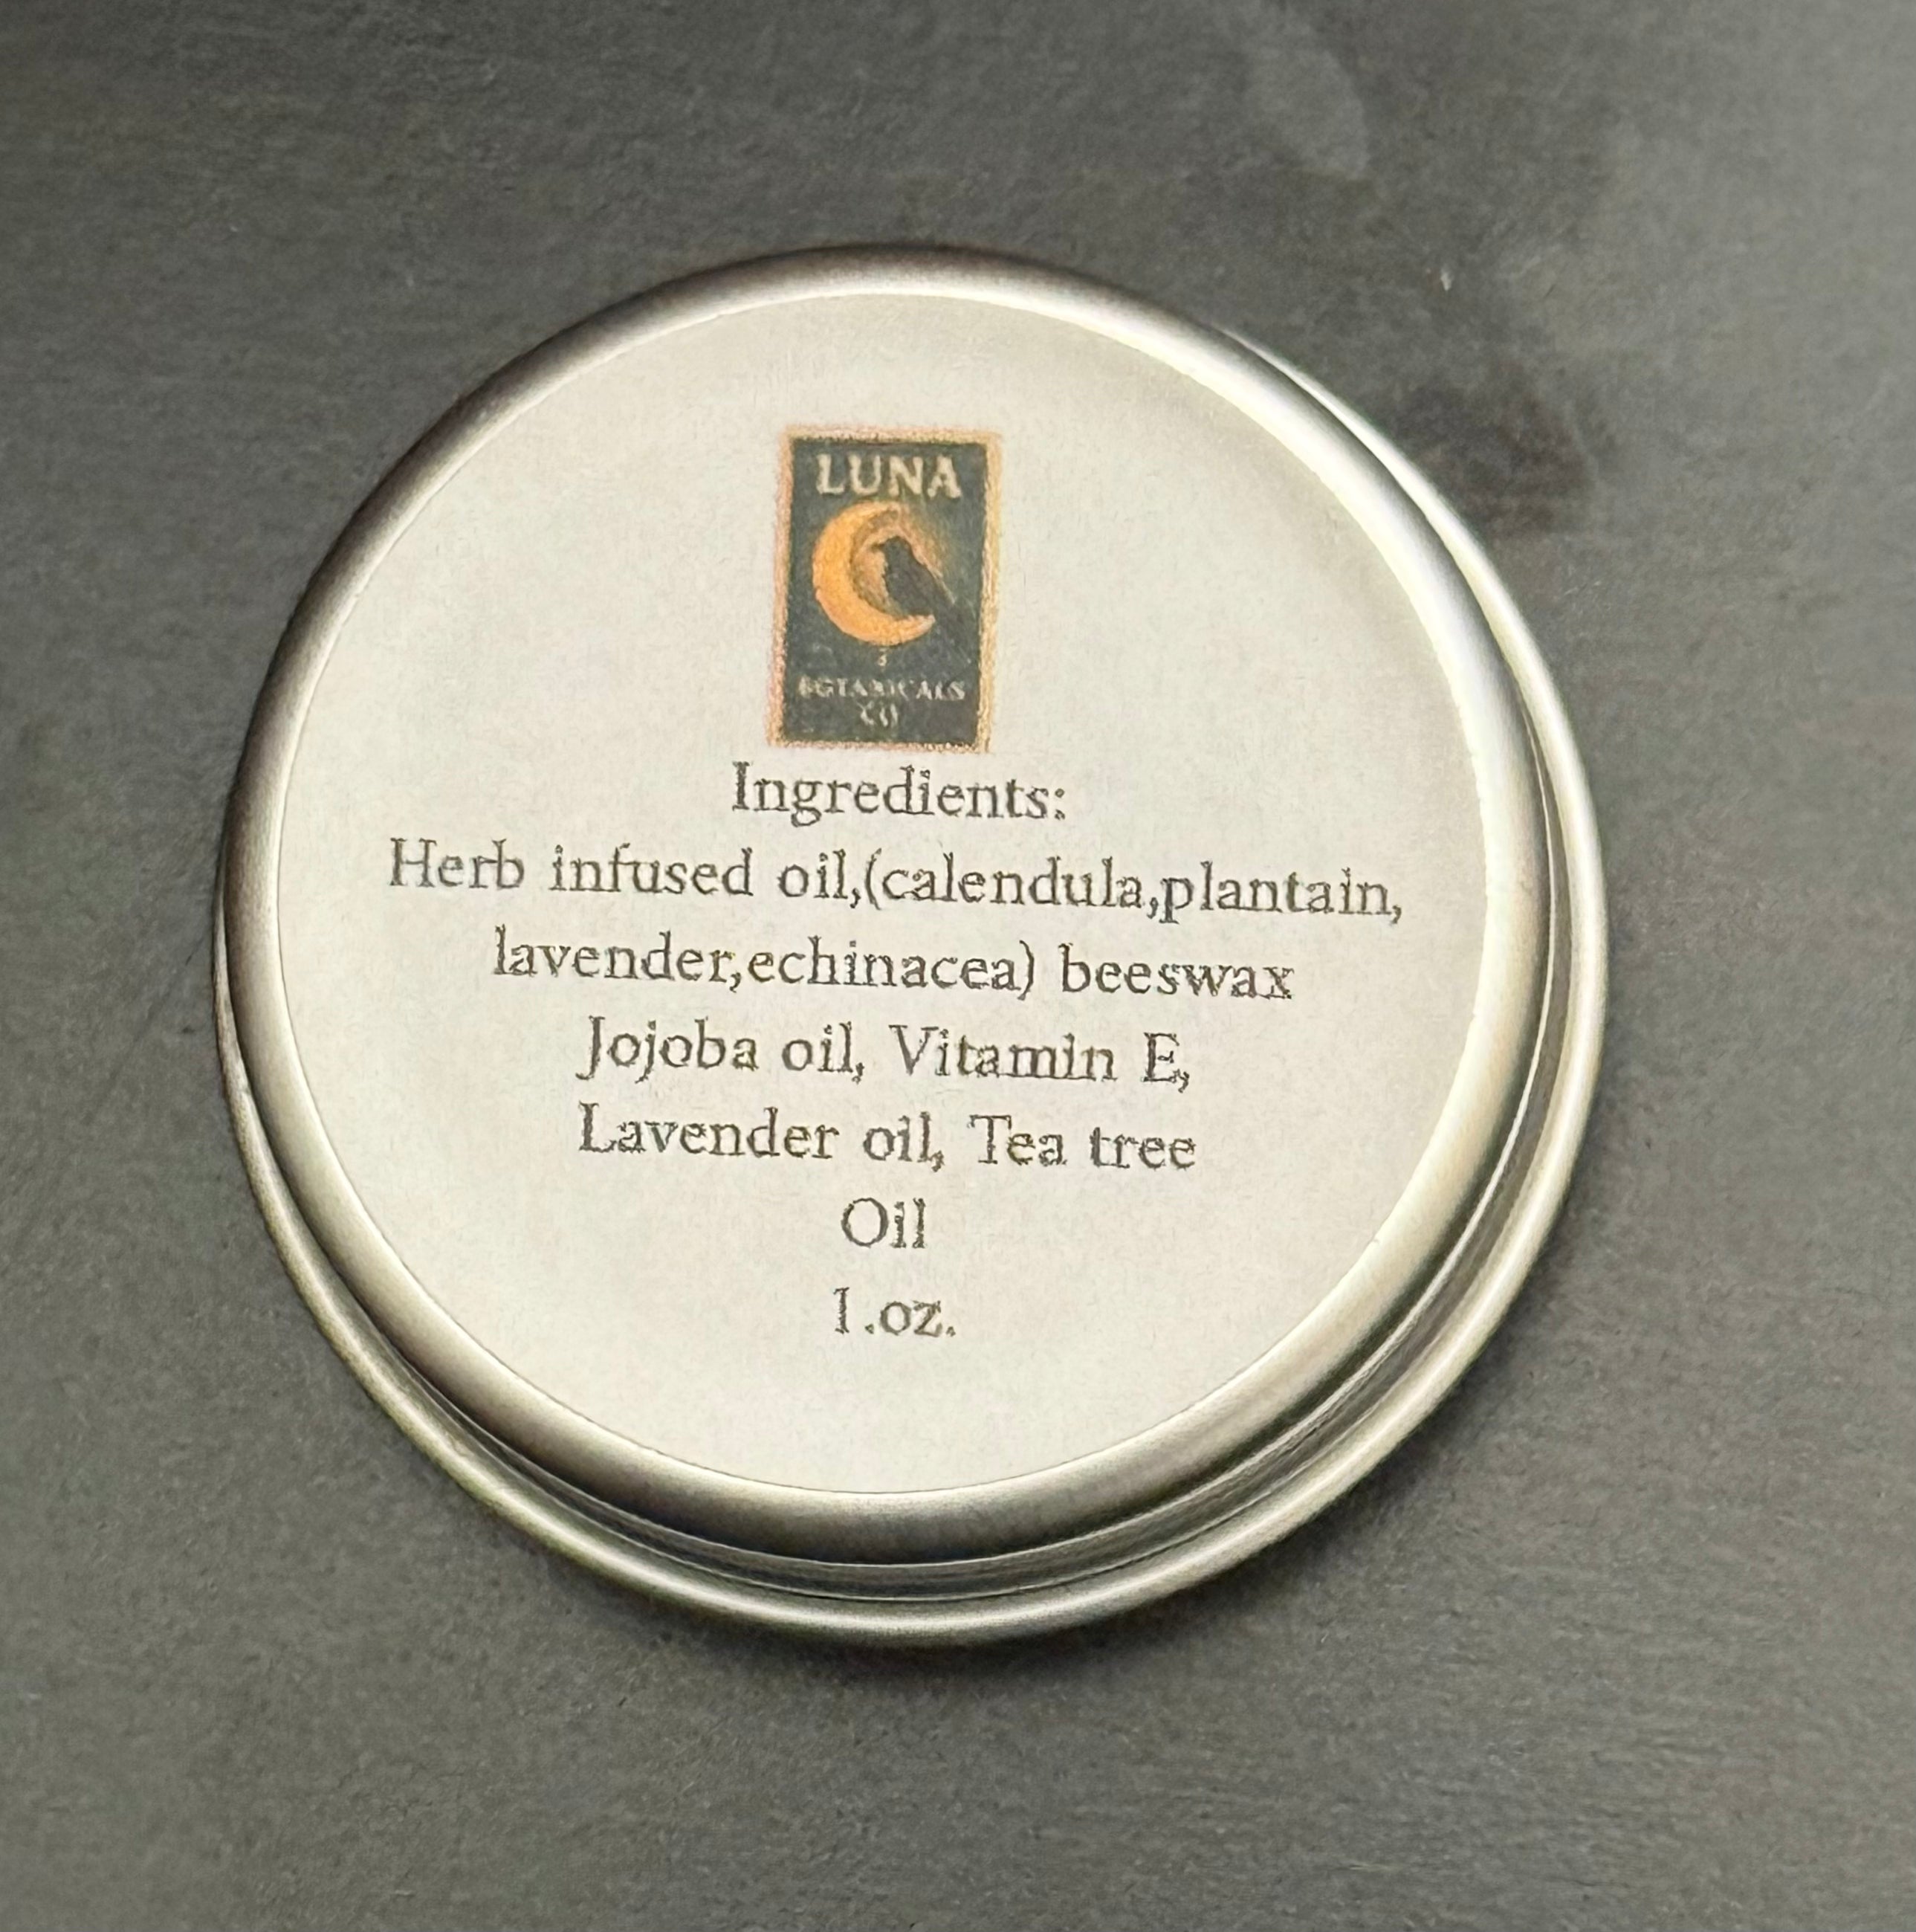 LUNA
BOTANICALS
CO
Ingredients:
Herb infused oil,(calendula,plantain,
lavender,echinacea) beeswax
Jojoba oil, Vitamin E,
Lavender oil, Tea tree
Oil
1.oz.